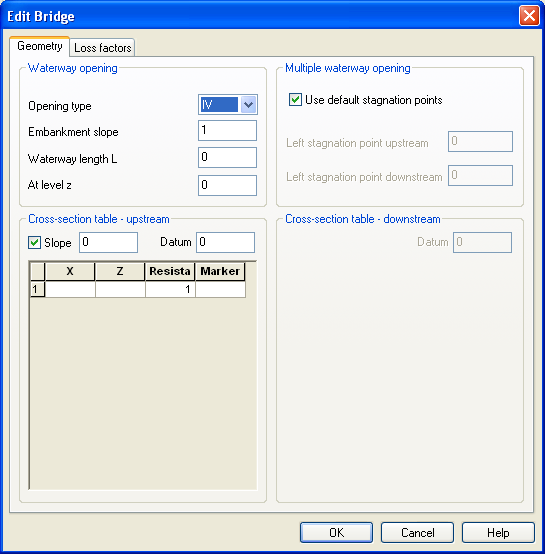 Edit Bridge
Geometry Loss factors
Waterway opening
Opening type IV
Embankment slope 1
Waterway length L 0
At level z 0
Multiple waterway opening
Use default stagnation points
Left stagnation point upstream 0
Left stagnation point downstream 0
Cross-section table - upstream
Slope 0 Datum 0
X Z Resista Marker
1 1
Cross-section table - downstream
Datum 0
OK Cancel Help